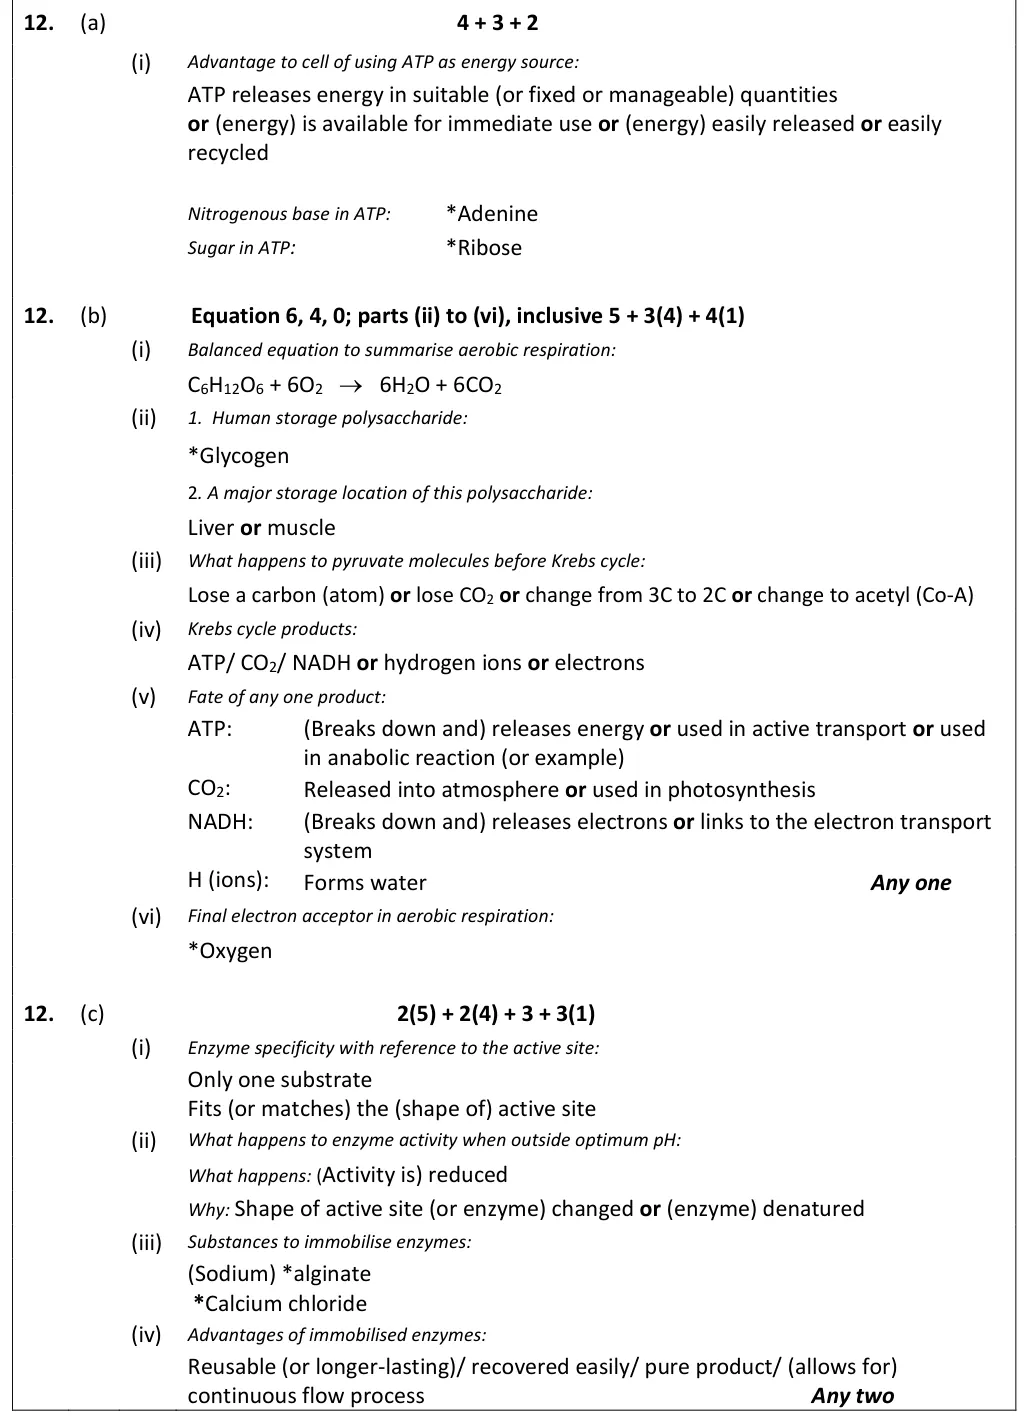 12. (a) 4 + 3 + 2
(i) Advantage to cell of using ATP as energy source:
ATP releases energy in suitable (or fixed or manageable) quantities
or (energy) is available for immediate use or (energy) easily released or easily
recycled
Nitrogenous base in ATP: *Adenine
Sugar in ATP: *Ribose
12. (b) Equation 6, 4, 0; parts (ii) to (vi), inclusive 5 + 3(4) + 4(1)
(i) Balanced equation to summarise aerobic respiration:
C₆H₁₂O₆ + 6O₂ → 6H₂O + 6CO₂
(ii) 1. Human storage polysaccharide:
*Glycogen
2. A major storage location of this polysaccharide:
Liver or muscle
(iii) What happens to pyruvate molecules before Krebs cycle:
Lose a carbon (atom) or lose CO₂ or change from 3C to 2C or change to acetyl (Co-A)
(iv) Krebs cycle products:
ATP/ CO₂/ NADH or hydrogen ions or electrons
(v) Fate of any one product:
ATP: (Breaks down and) releases energy or used in active transport or used
in anabolic reaction (or example)
CO₂: Released into atmosphere or used in photosynthesis
NADH: (Breaks down and) releases electrons or links to the electron transport
system
H (ions): Forms water Any one
(vi) Final electron acceptor in aerobic respiration:
*Oxygen
12. (c) 2(5) + 2(4) + 3 + 3(1)
(i) Enzyme specificity with reference to the active site:
Only one substrate
Fits (or matches) the (shape of) active site
(ii) What happens to enzyme activity when outside optimum pH:
What happens: (Activity is) reduced
Why: Shape of active site (or enzyme) changed or (enzyme) denatured
(iii) Substances to immobilise enzymes:
(Sodium) *alginate
*Calcium chloride
(iv) Advantages of immobilised enzymes:
Reusable (or longer-lasting)/ recovered easily/ pure product/ (allows for)
continuous flow process Any two